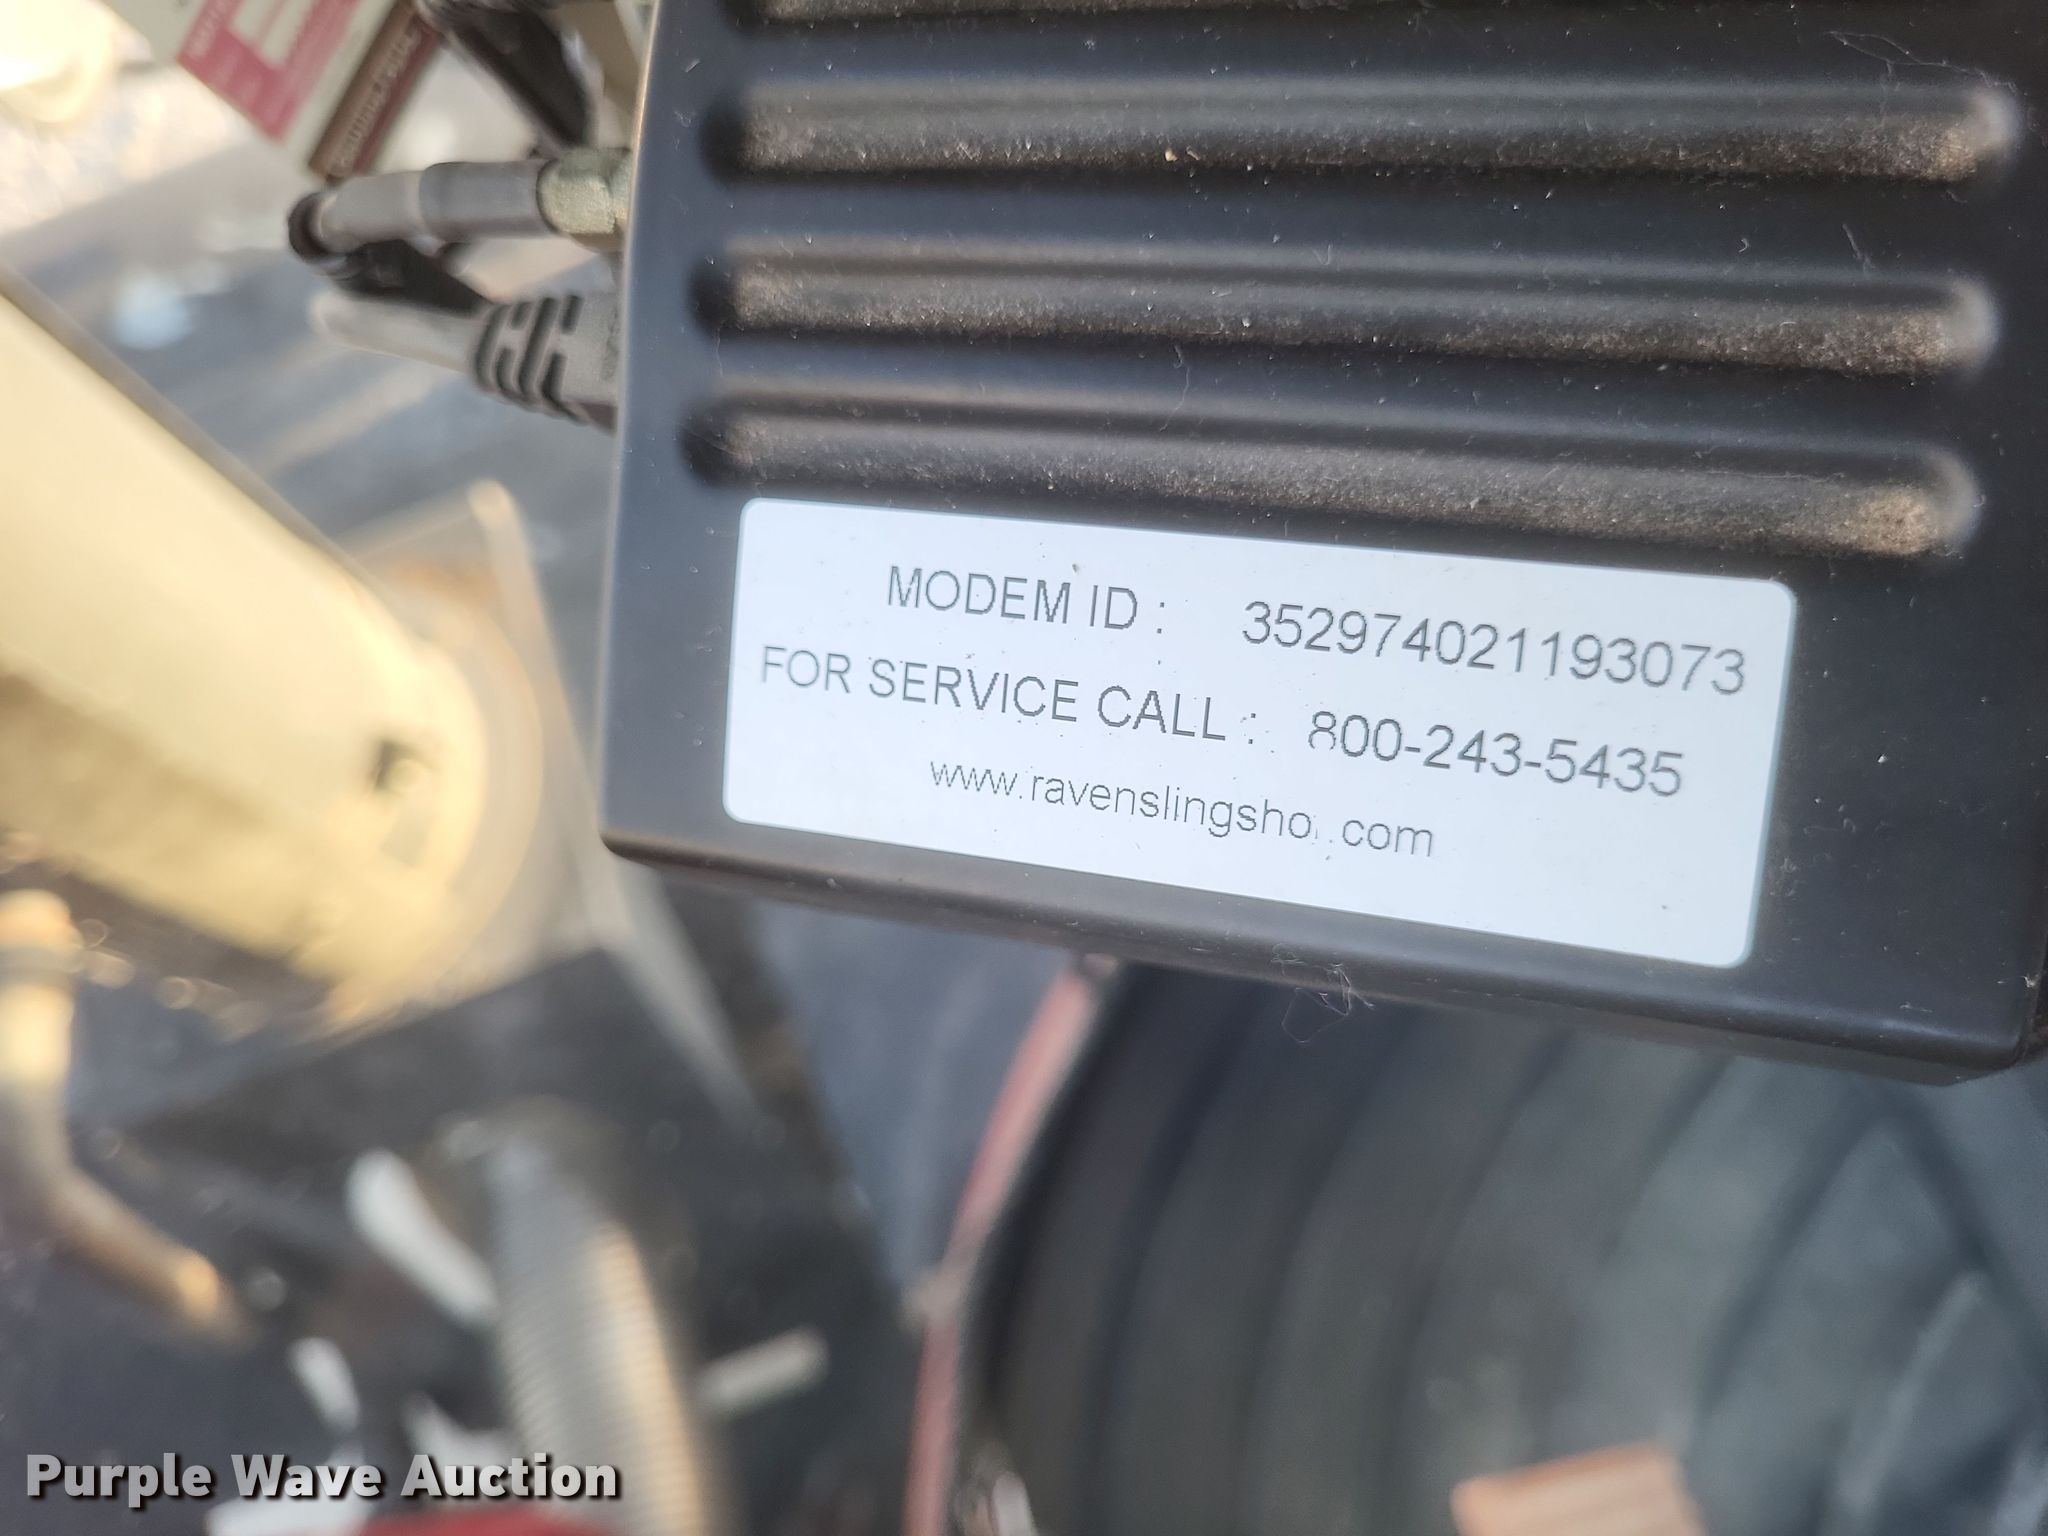 MODEM ID : 352974021193073
FOR SERVICE CALL : 800-243-5435
www.ravenslingsho .com
Purple Wave Auction